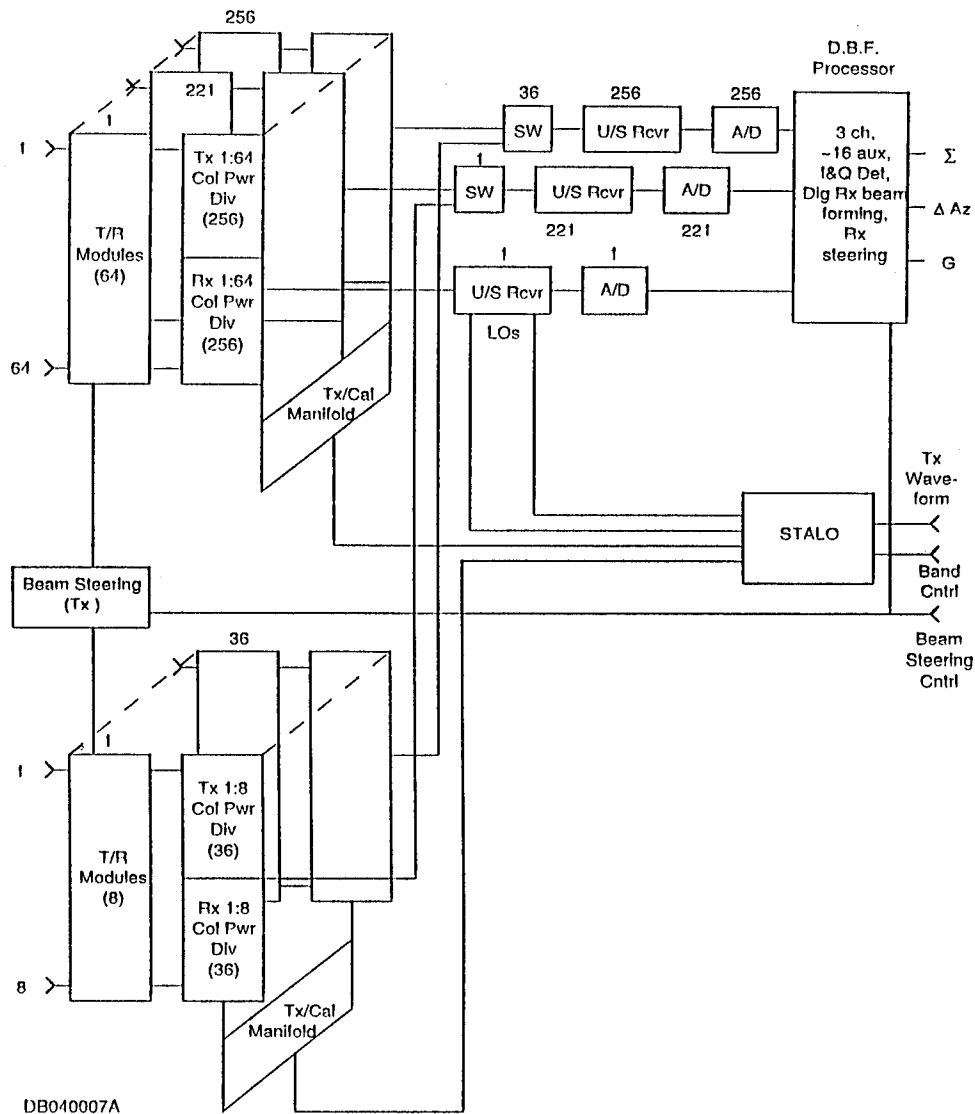 256
221
1
1
64
T/R
Modules
(64)
Tx 1:64
Col Pwr
Div
(256)
Rx 1:64
Col Pwr
Div
(256)
Tx/Cal
Manifold
36
SW
256
U/S Rcvr
256
A/D
1
SW
U/S Rcvr
221
A/D
221
1
U/S Rcvr
LOs
1
A/D
D.B.F.
Processor
3 ch,
~16 aux,
I&Q Det,
Dig Rx beam
forming,
Rx
steering
Σ
Δ Az
G
STALO
Tx
Wave-
form
Band
Cntrl
Beam
Steering
Cntrl
Beam Steering
(Tx )
36
1
1
8
T/R
Modules
(8)
Tx 1:8
Col Pwr
Div
(36)
Rx 1:8
Col Pwr
Div
(36)
Tx/Cal
Manifold
DB040007A